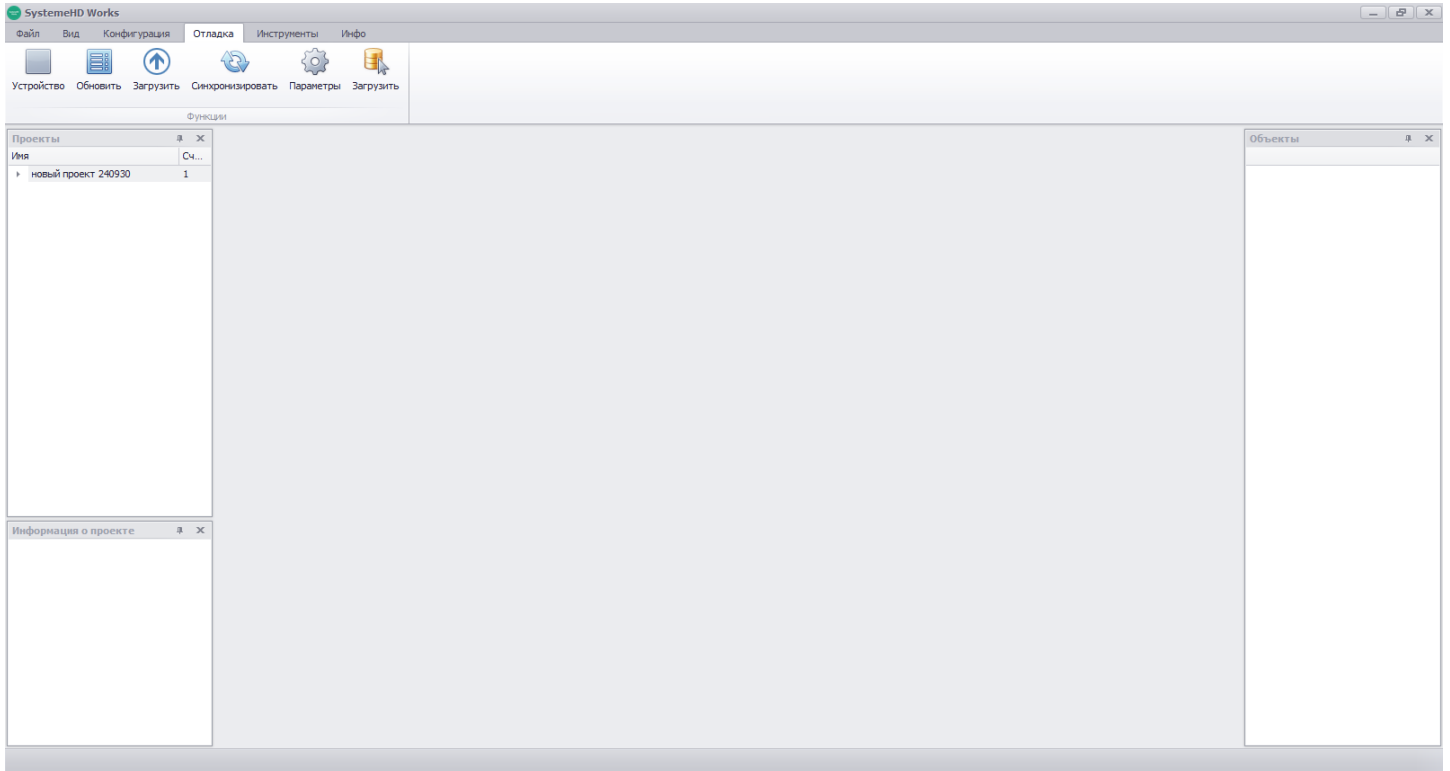 SystemeHD Works
Файл Вид Конфигурация Отладка Инструменты Инфо
Устройство Обновить Загрузить Синхронизировать Параметры Загрузить
Функции
Проекты
Имя Сч...
новый проект 240930 1
Информация о проекте
Объекты